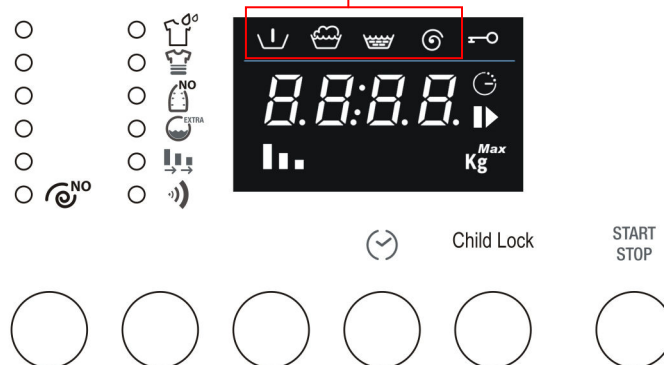 NO
EXTRA
NO
8.8:8.8.
Max
Kg
Child Lock
START
STOP